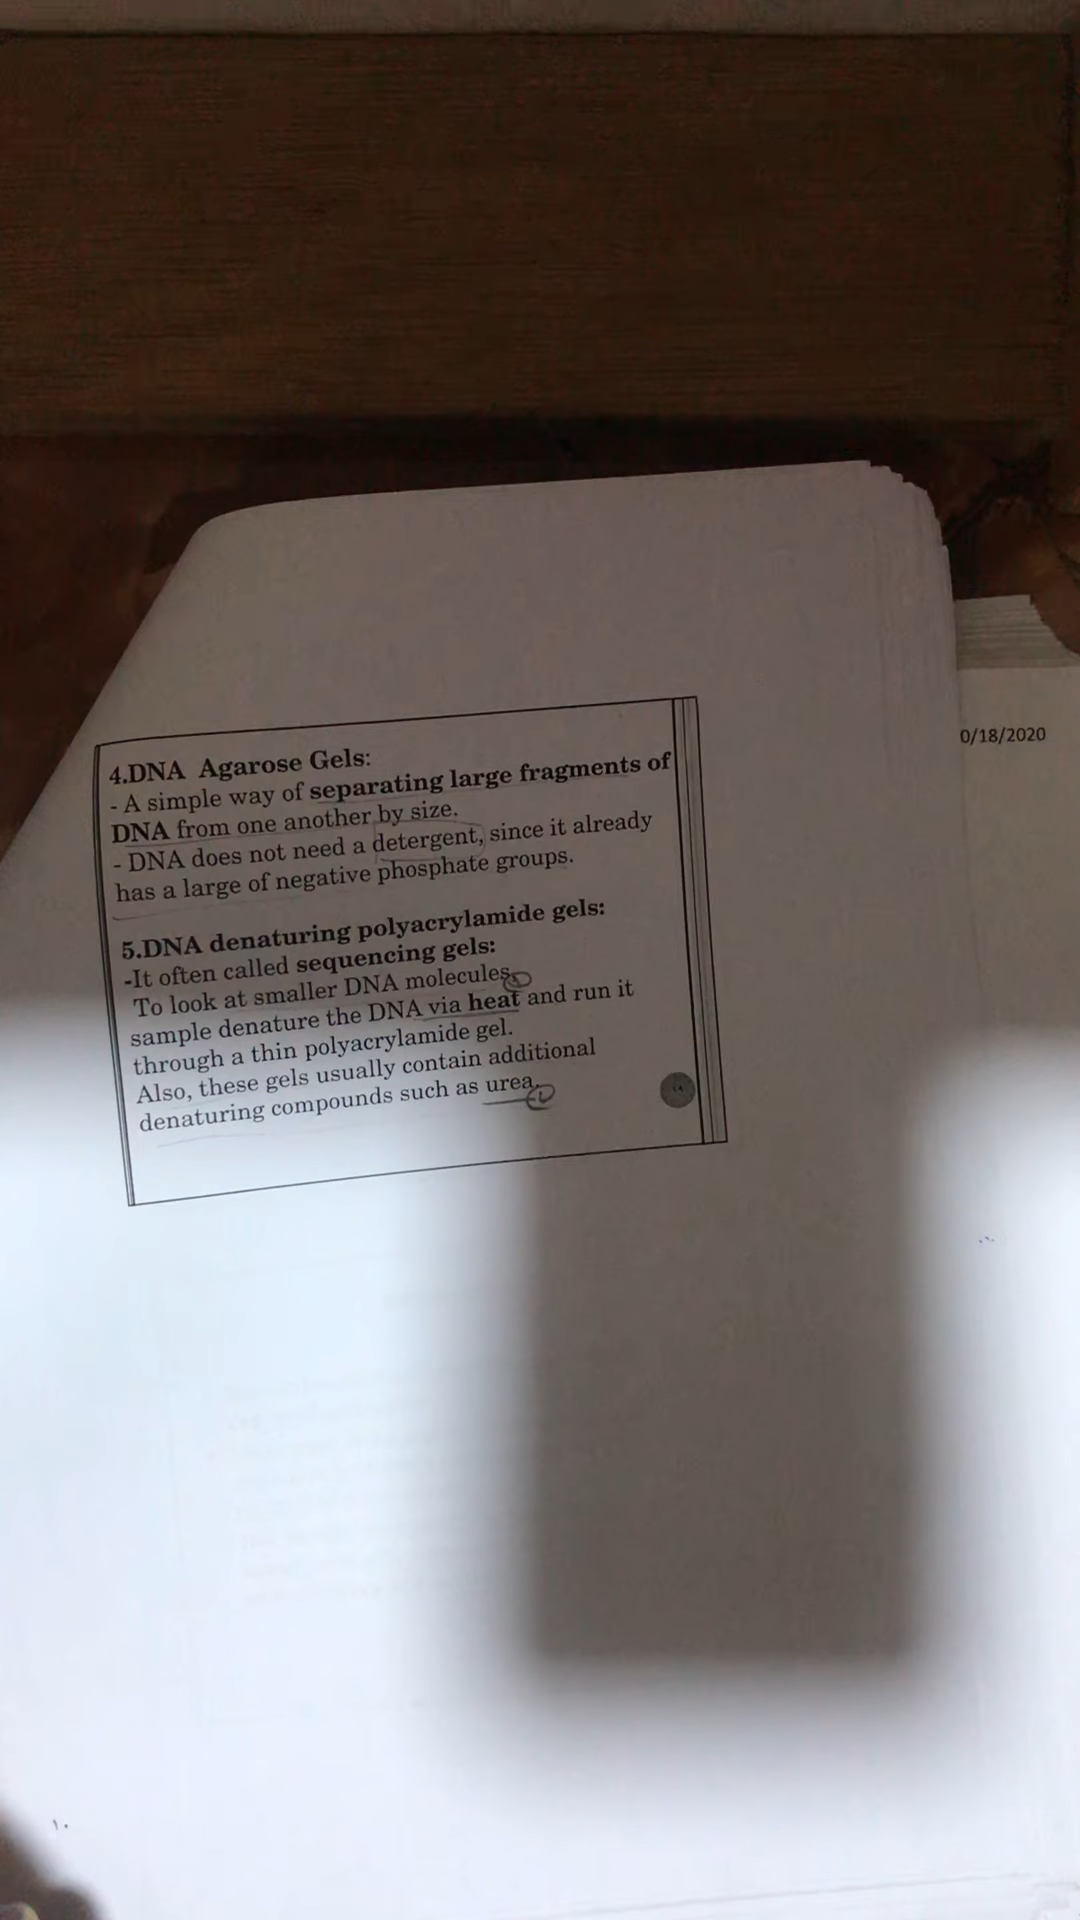 0/18/2020
4.DNA Agarose Gels:
- A simple way of separating large fragments of
DNA from one another by size.
- DNA does not need a detergent, since it already
has a large of negative phosphate groups.
5.DNA denaturing polyacrylamide gels:
-It often called sequencing gels:
To look at smaller DNA molecules
sample denature the DNA via heat and run it
through a thin polyacrylamide gel.
Also, these gels usually contain additional
denaturing compounds such as urea.
١٠